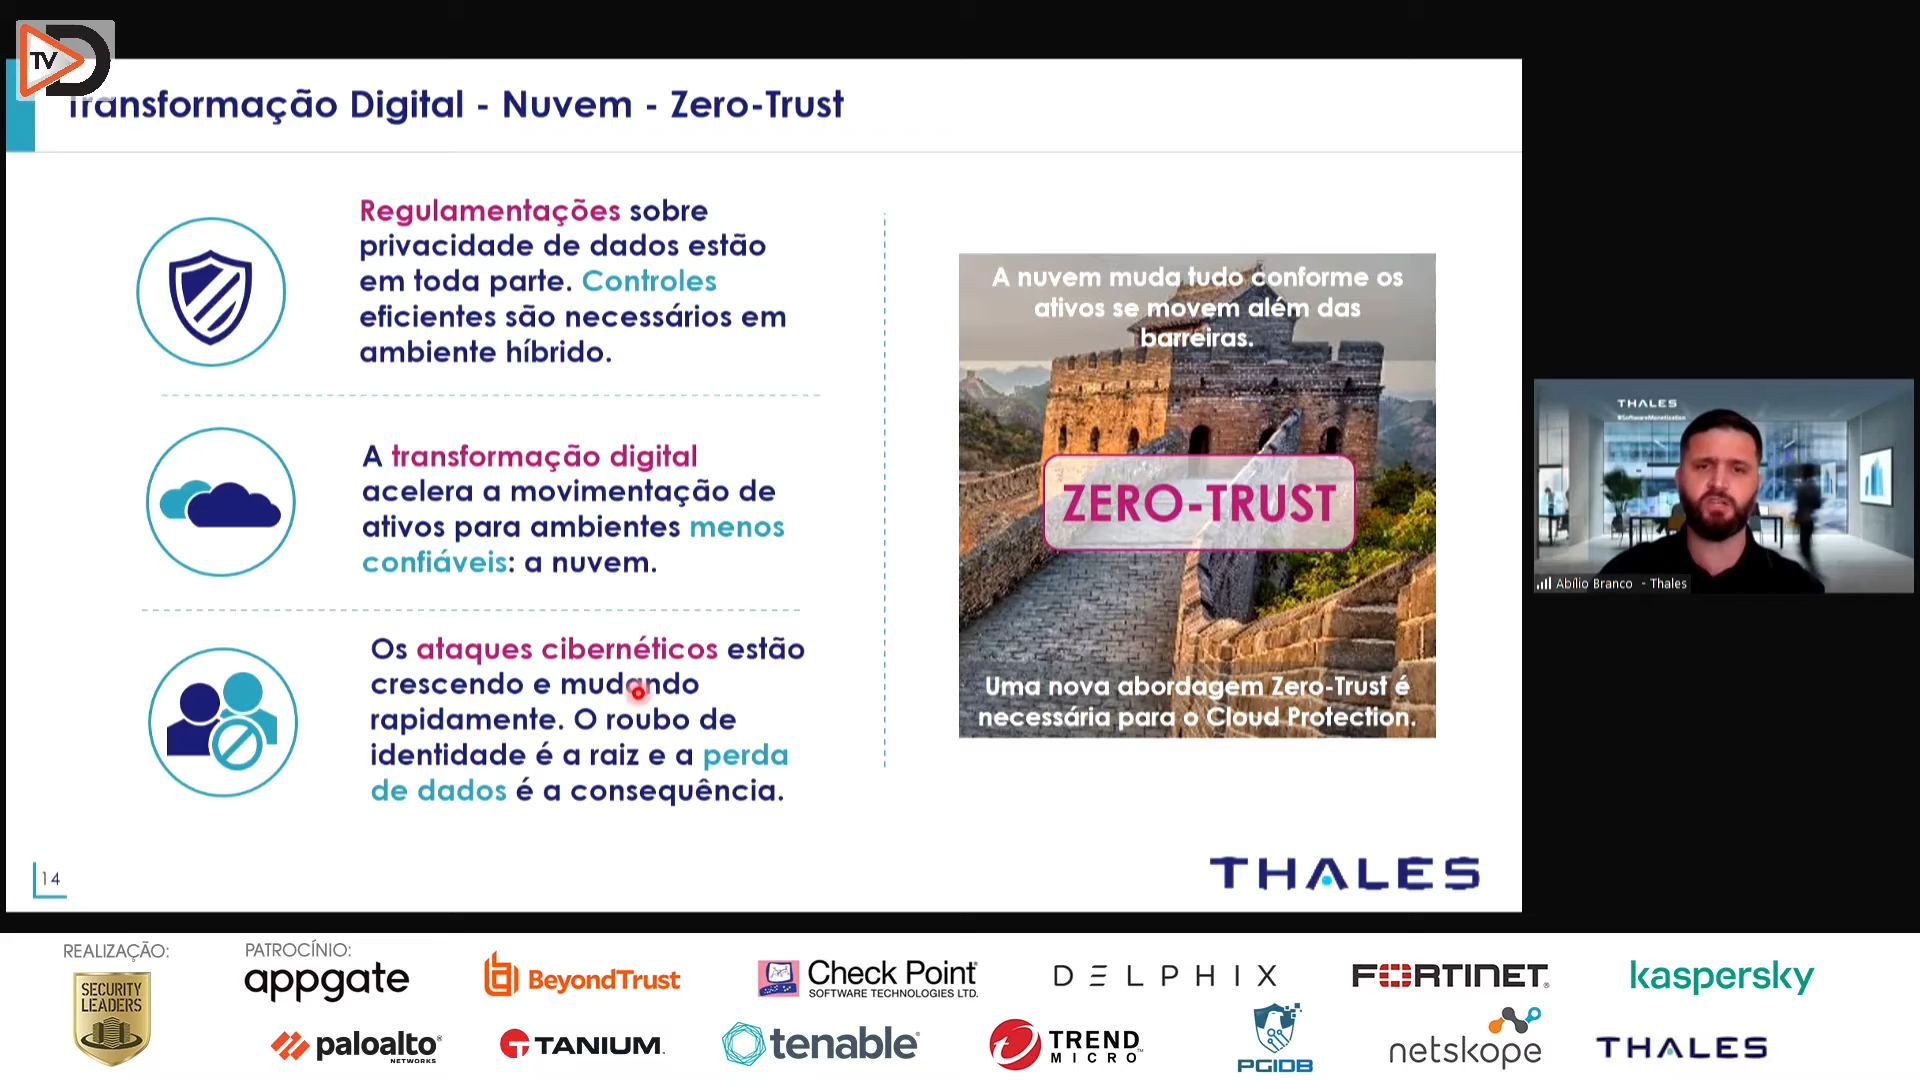 TV
Transformação Digital - Nuvem - Zero-Trust
Regulamentações sobre
privacidade de dados estão
em toda parte. Controles
eficientes são necessários em
ambiente híbrido.
A transformação digital
acelera a movimentação de
ativos para ambientes menos
confiáveis: a nuvem.
Os ataques cibernéticos estão
crescendo e mudando
rapidamente. O roubo de
identidade é a raiz e a perda
de dados é a consequência.
A nuvem muda tudo conforme os
ativos se movem além das
barreiras.
ZERO-TRUST
Uma nova abordagem Zero-Trust é
necessária para o Cloud Protection.
14
THALES
THALES
#SoftwareMonetization
Abílio Branco - Thales
REALIZAÇÃO:
SECURITY
LEADERS
PATROCÍNIO:
appgate
BeyondTrust
Check Point
SOFTWARE TECHNOLOGIES LTD.
DELPHIX
FORTINET®
kaspersky
paloalto®
NETWORKS
TANIUM.
tenable®
TREND
MICRO™
PGIDB
netskope
THALES